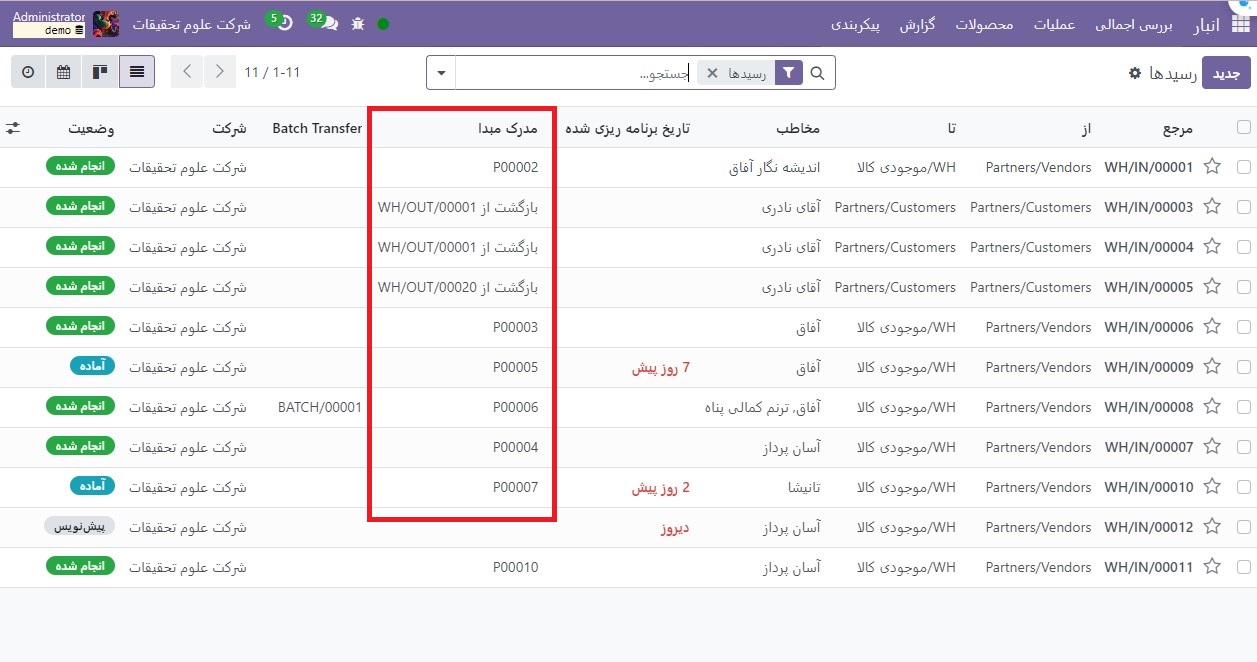 انبار بررسی اجمالی عملیات محصولات گزارش پیکربندی 32 5 شرکت علوم تحقیقات Administrator
demo
جدید رسیدها رسیدها جستجو... 11 / 1-11
مرجع از تا مخاطب تاریخ برنامه ریزی شده مدرک مبدا Batch Transfer شرکت وضعیت
WH/IN/00001 Partners/Vendors WH/موجودی کالا اندیشه نگار آفاق P00002 شرکت علوم تحقیقات انجام شده
WH/IN/00003 Partners/Customers Partners/Customers آقای نادری بازگشت از WH/OUT/00001 شرکت علوم تحقیقات انجام شده
WH/IN/00004 Partners/Customers Partners/Customers آقای نادری بازگشت از WH/OUT/00001 شرکت علوم تحقیقات انجام شده
WH/IN/00005 Partners/Customers Partners/Customers آقای نادری بازگشت از WH/OUT/00020 شرکت علوم تحقیقات انجام شده
WH/IN/00006 Partners/Vendors WH/موجودی کالا آفاق P00003 شرکت علوم تحقیقات انجام شده
WH/IN/00009 Partners/Vendors WH/موجودی کالا آفاق 7 روز پیش P00005 شرکت علوم تحقیقات آماده
WH/IN/00008 Partners/Vendors WH/موجودی کالا آفاق, ترنم کمالی پناه P00006 BATCH/00001 شرکت علوم تحقیقات انجام شده
WH/IN/00007 Partners/Vendors WH/موجودی کالا آسان پرداز P00004 شرکت علوم تحقیقات انجام شده
WH/IN/00010 Partners/Vendors WH/موجودی کالا تانیشا 2 روز پیش P00007 شرکت علوم تحقیقات آماده
WH/IN/00012 Partners/Vendors WH/موجودی کالا آسان پرداز دیروز شرکت علوم تحقیقات پیش‌نویس
WH/IN/00011 Partners/Vendors WH/موجودی کالا آسان پرداز P00010 شرکت علوم تحقیقات انجام شده